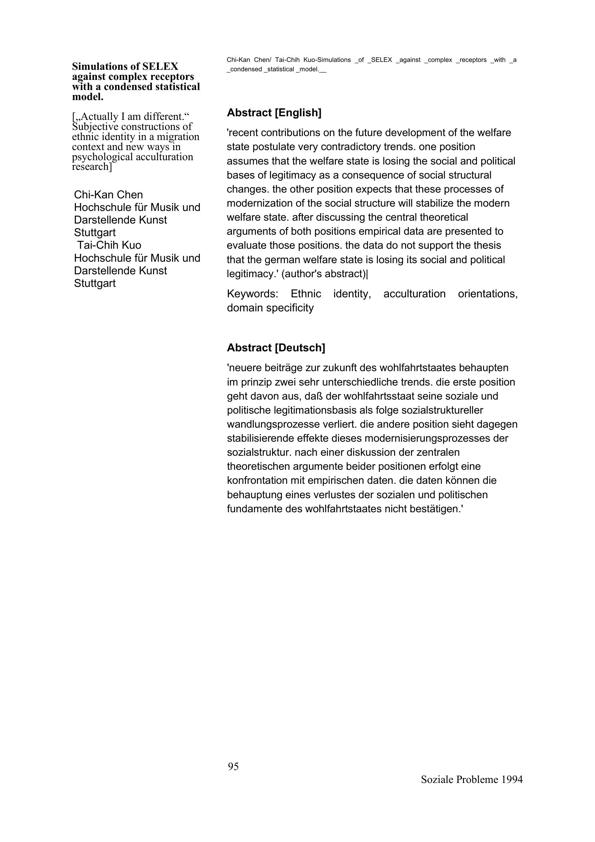 Simulations of SELEX
against complex receptors
with a condensed statistical
model.
[„Actually I am different.“
Subjective constructions of
ethnic identity in a migration
context and new ways in
psychological acculturation
research]
Chi-Kan Chen
Hochschule für Musik und
Darstellende Kunst
Stuttgart
Tai-Chih Kuo
Hochschule für Musik und
Darstellende Kunst
Stuttgart
Chi-Kan Chen/ Tai-Chih Kuo-Simulations _of _SELEX _against _complex _receptors _with _a
_condensed _statistical _model.__
Abstract [English]
'recent contributions on the future development of the welfare
state postulate very contradictory trends. one position
assumes that the welfare state is losing the social and political
bases of legitimacy as a consequence of social structural
changes. the other position expects that these processes of
modernization of the social structure will stabilize the modern
welfare state. after discussing the central theoretical
arguments of both positions empirical data are presented to
evaluate those positions. the data do not support the thesis
that the german welfare state is losing its social and political
legitimacy.' (author's abstract)|
Keywords: Ethnic identity, acculturation orientations,
domain specificity
Abstract [Deutsch]
'neuere beiträge zur zukunft des wohlfahrtstaates behaupten
im prinzip zwei sehr unterschiedliche trends. die erste position
geht davon aus, daß der wohlfahrtsstaat seine soziale und
politische legitimationsbasis als folge sozialstruktureller
wandlungsprozesse verliert. die andere position sieht dagegen
stabilisierende effekte dieses modernisierungsprozesses der
sozialstruktur. nach einer diskussion der zentralen
theoretischen argumente beider positionen erfolgt eine
konfrontation mit empirischen daten. die daten können die
behauptung eines verlustes der sozialen und politischen
fundamente des wohlfahrtstaates nicht bestätigen.'
95
Soziale Probleme 1994